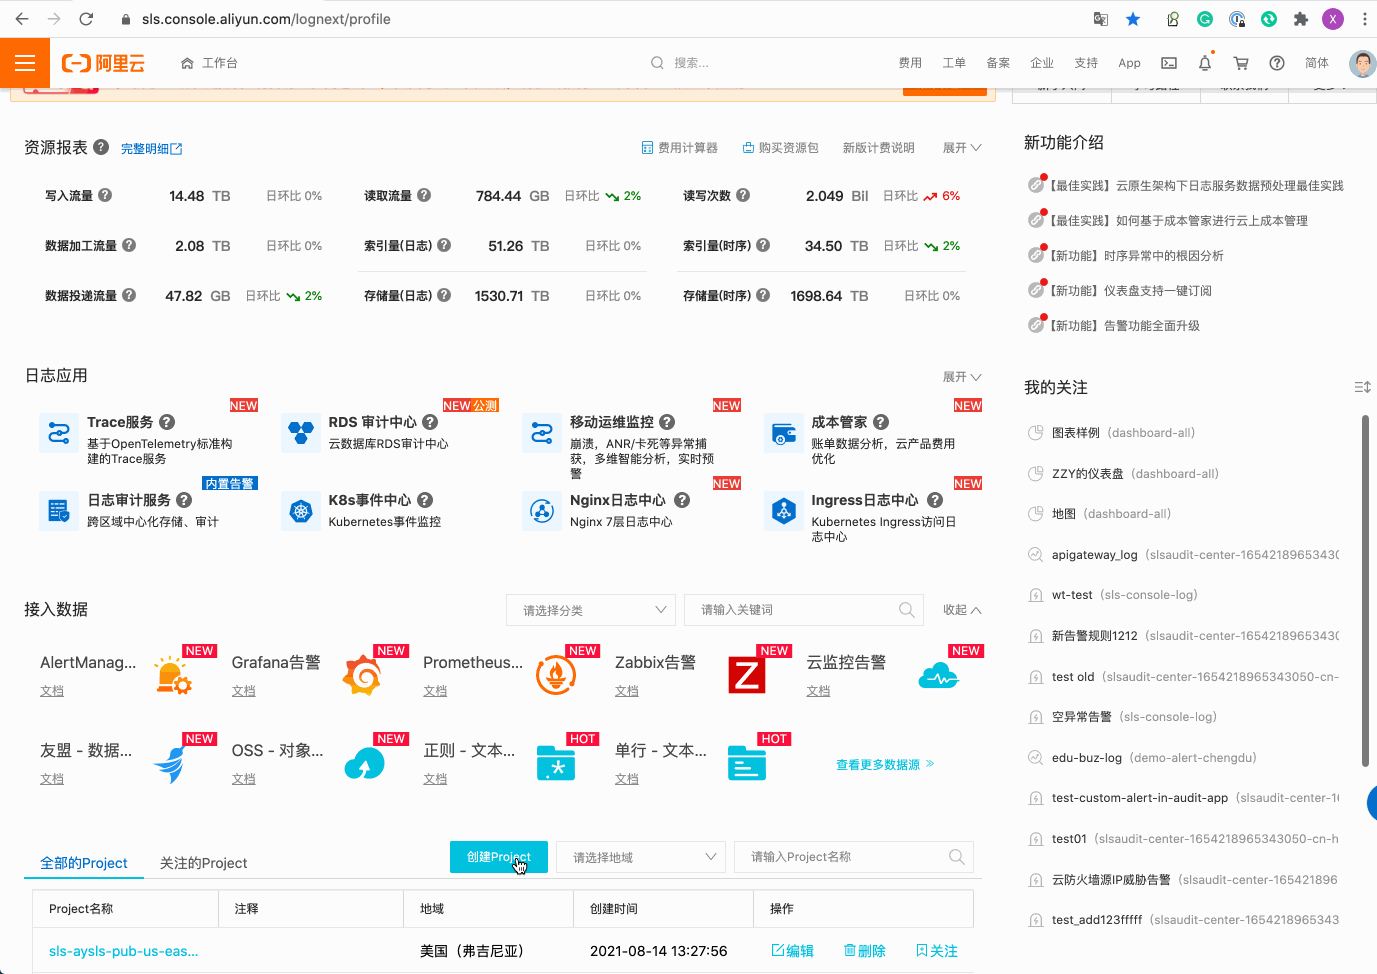 sls.console.aliyun.com/lognext/profile
X
阿里云
工作台
搜索...
费用 工单 备案 企业 支持 App 简体
资源报表 ? 完整明细
费用计算器 购买资源包 新版计费说明 展开
写入流量 ? 14.48 TB 日环比 0%
读取流量 ? 784.44 GB 日环比 2%
读写次数 ? 2.049 Bil 日环比 6%
数据加工流量 ? 2.08 TB 日环比 0%
索引量(日志) ? 51.26 TB 日环比 0%
索引量(时序) ? 34.50 TB 日环比 2%
数据投递流量 ? 47.82 GB 日环比 2%
存储量(日志) ? 1530.71 TB 日环比 0%
存储量(时序) ? 1698.64 TB 日环比 0%
日志应用
展开
NEW
Trace服务 ?
基于OpenTelemetry标准构
建的Trace服务
NEW 公测
RDS 审计中心 ?
云数据库RDS审计中心
NEW
移动运维监控 ?
崩溃，ANR/卡死等异常捕
获，多维智能分析，实时预
警
NEW
成本管家 ?
账单数据分析，云产品费用
优化
内置告警
日志审计服务 ?
跨区域中心化存储、审计
K8s事件中心 ?
Kubernetes事件监控
NEW
Nginx日志中心 ?
Nginx 7层日志中心
NEW
Ingress日志中心 ?
Kubernetes Ingress访问日
志中心
接入数据
请选择分类
请输入关键词
收起
AlertManag...
文档
NEW
Grafana告警
文档
NEW
Prometheus...
文档
NEW
Zabbix告警
文档
NEW
Z
云监控告警
文档
NEW
友盟 - 数据...
文档
NEW
OSS - 对象...
文档
NEW
正则 - 文本...
文档
HOT
单行 - 文本...
文档
HOT
查看更多数据源 »
全部的Project
关注的Project
创建Project
请选择地域
请输入Project名称
Project名称 注释 地域 创建时间 操作
sls-aysls-pub-us-eas... 美国（弗吉尼亚） 2021-08-14 13:27:56 编辑 删除 关注
新功能介绍
【最佳实践】云原生架构下日志服务数据预处理最佳实践
【最佳实践】如何基于成本管家进行云上成本管理
【新功能】时序异常中的根因分析
【新功能】仪表盘支持一键订阅
【新功能】告警功能全面升级
我的关注
图表样例 (dashboard-all)
ZZY的仪表盘 (dashboard-all)
地图 (dashboard-all)
apigateway_log (slsaudit-center-16542189653430
wt-test (sls-console-log)
新告警规则1212 (slsaudit-center-16542189653430
test old (slsaudit-center-1654218965343050-cn-
空异常告警 (sls-console-log)
edu-buz-log (demo-alert-chengdu)
test-custom-alert-in-audit-app (slsaudit-center-16
test01 (slsaudit-center-1654218965343050-cn-h
云防火墙源IP威胁告警 (slsaudit-center-165421896
test_add123fffff (slsaudit-center-165421896534​3